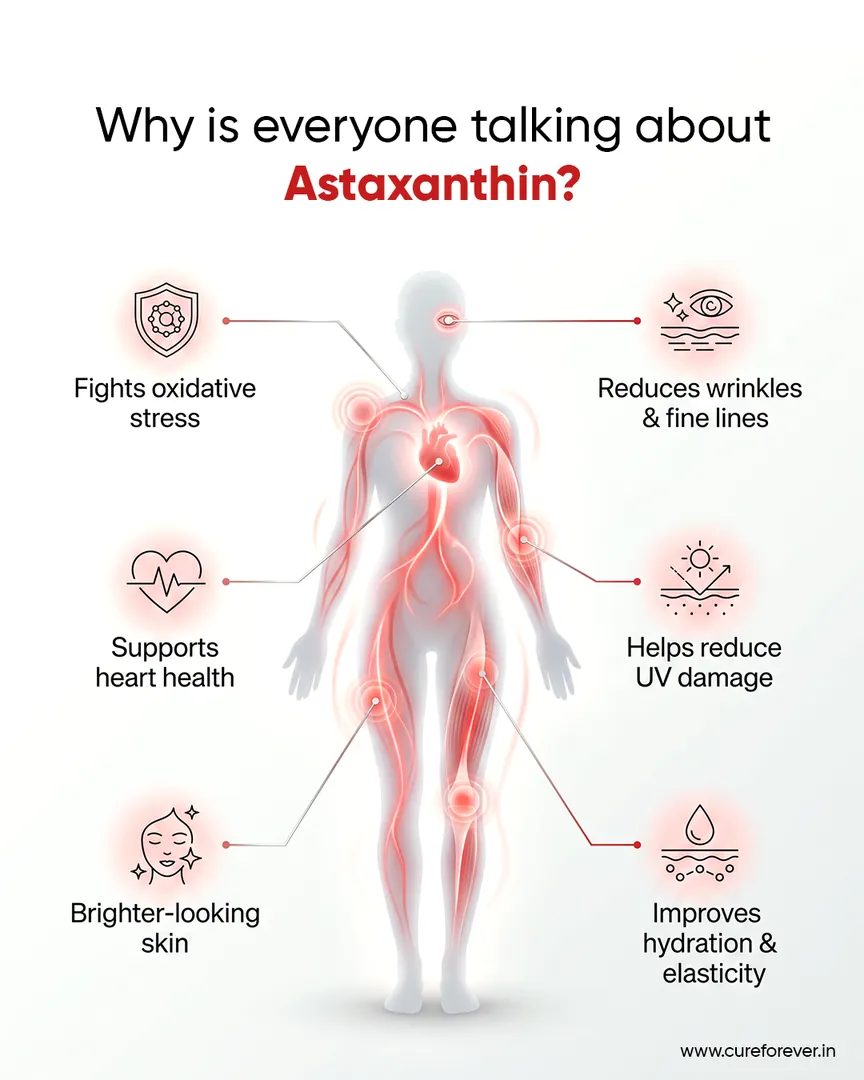 Why is everyone talking about
Astaxanthin?
Fights oxidative
stress
Reduces wrinkles
& fine lines
Supports
heart health
Helps reduce
UV damage
Brighter-looking
skin
Improves
hydration &
elasticity
www.cureforever.in